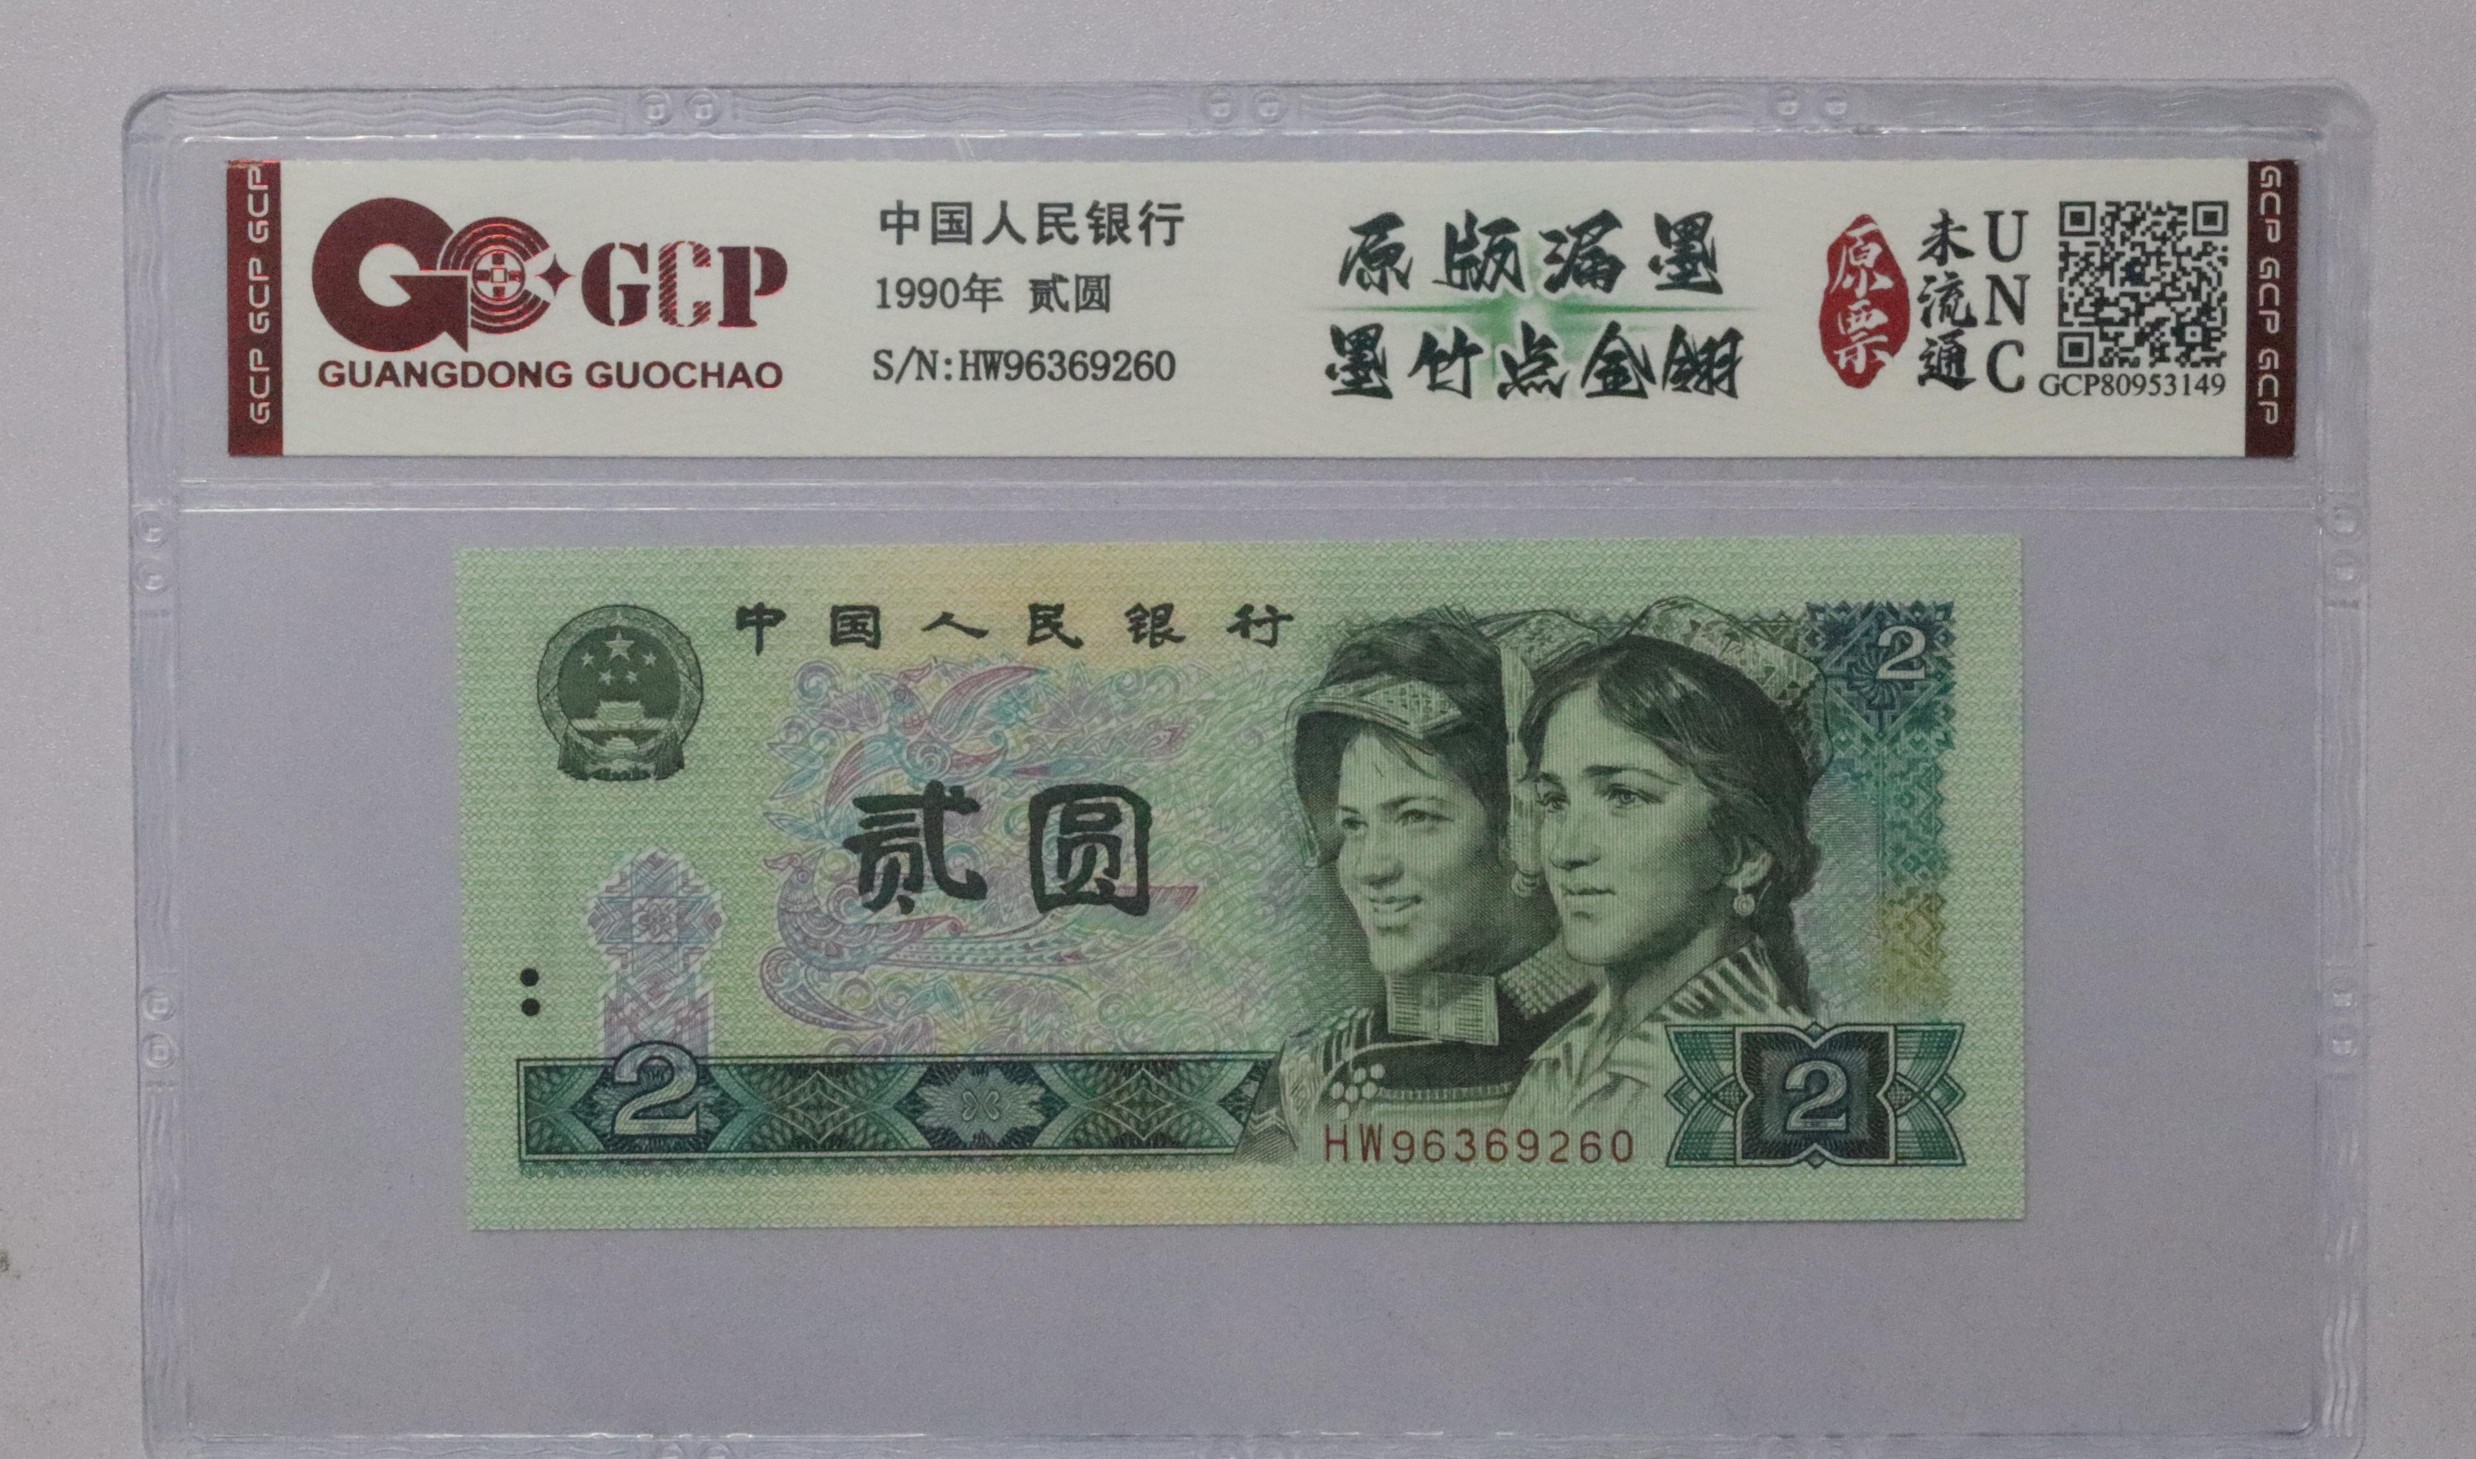 GCP GCP GCP
GCP
GUANGDONG GUOCHAO
中国人民银行
1990年 贰圆
S/N:HW96369260
原版漏墨
墨竹点金钢
原票
未流通
UNC
GCP80953149
GCP GCP GCP
中国人民银行
2
贰圆
2
HW96369260
2